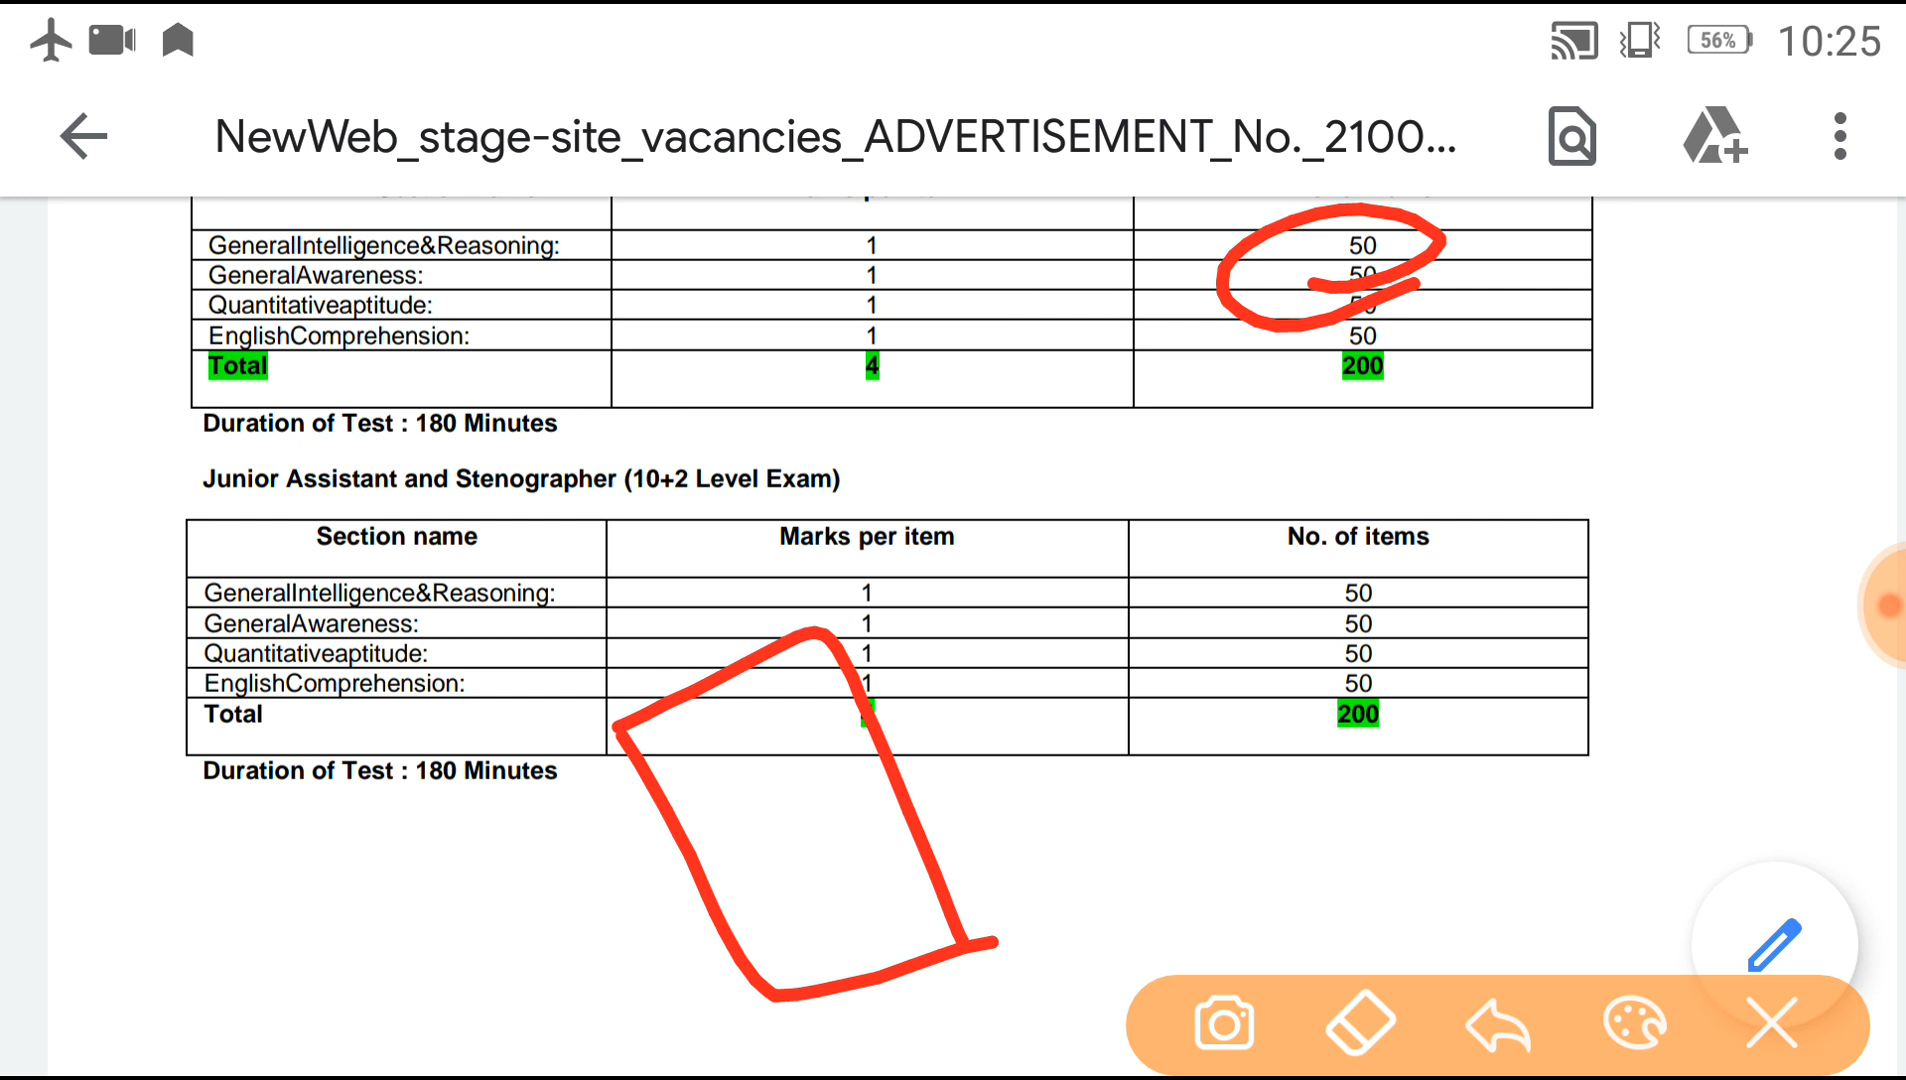 56% 10:25
NewWeb_stage-site_vacancies_ADVERTISEMENT_No._2100...
GeneralIntelligence&Reasoning: 1 50
GeneralAwareness: 1 50
Quantitativeaptitude: 1 50
EnglishComprehension: 1 50
Total 4 200
Duration of Test : 180 Minutes
Junior Assistant and Stenographer (10+2 Level Exam)
Section name Marks per item No. of items
GeneralIntelligence&Reasoning: 1 50
GeneralAwareness: 1 50
Quantitativeaptitude: 1 50
EnglishComprehension: 1 50
Total 200
Duration of Test : 180 Minutes